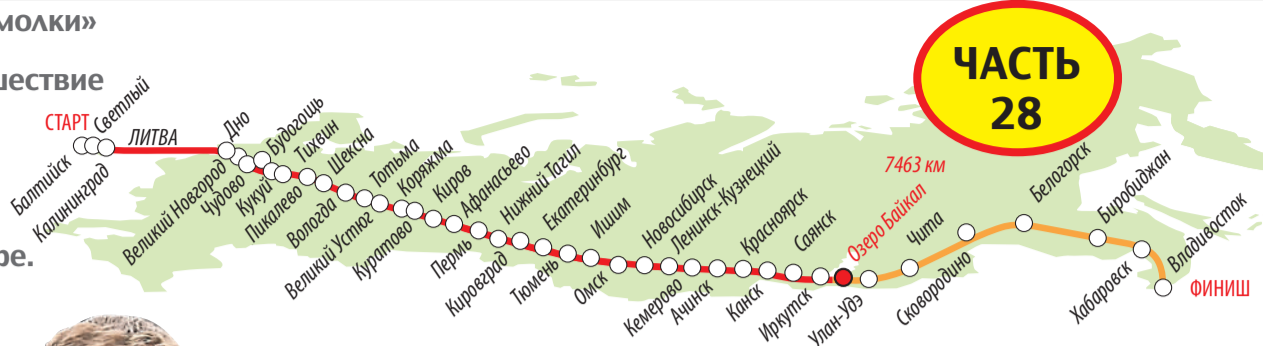 молки»
шествие
ре.
ЧАСТЬ
28
СТАРТ
Балтийск
Светлый
Калининград
ЛИТВА
Дно
Великий Новгород
Чудово
Будогощь
Кукуй
Тихвин
Пикалево
Шексна
Вологда
Тотьма
Великий Устюг
Коряжма
Куратово
Киров
Афанасьево
Пермь
Нижний Тагил
Кировград
Екатеринбург
Тюмень
Ишим
Омск
Новосибирск
Кемерово
Ленинск-Кузнецкий
Ачинск
Красноярск
Канск
Саянск
Иркутск
7463 км
Озеро Байкал
Улан-Удэ
Чита
Сковородино
Белогорск
Биробиджан
Хабаровск
Владивосток
ФИНИШ